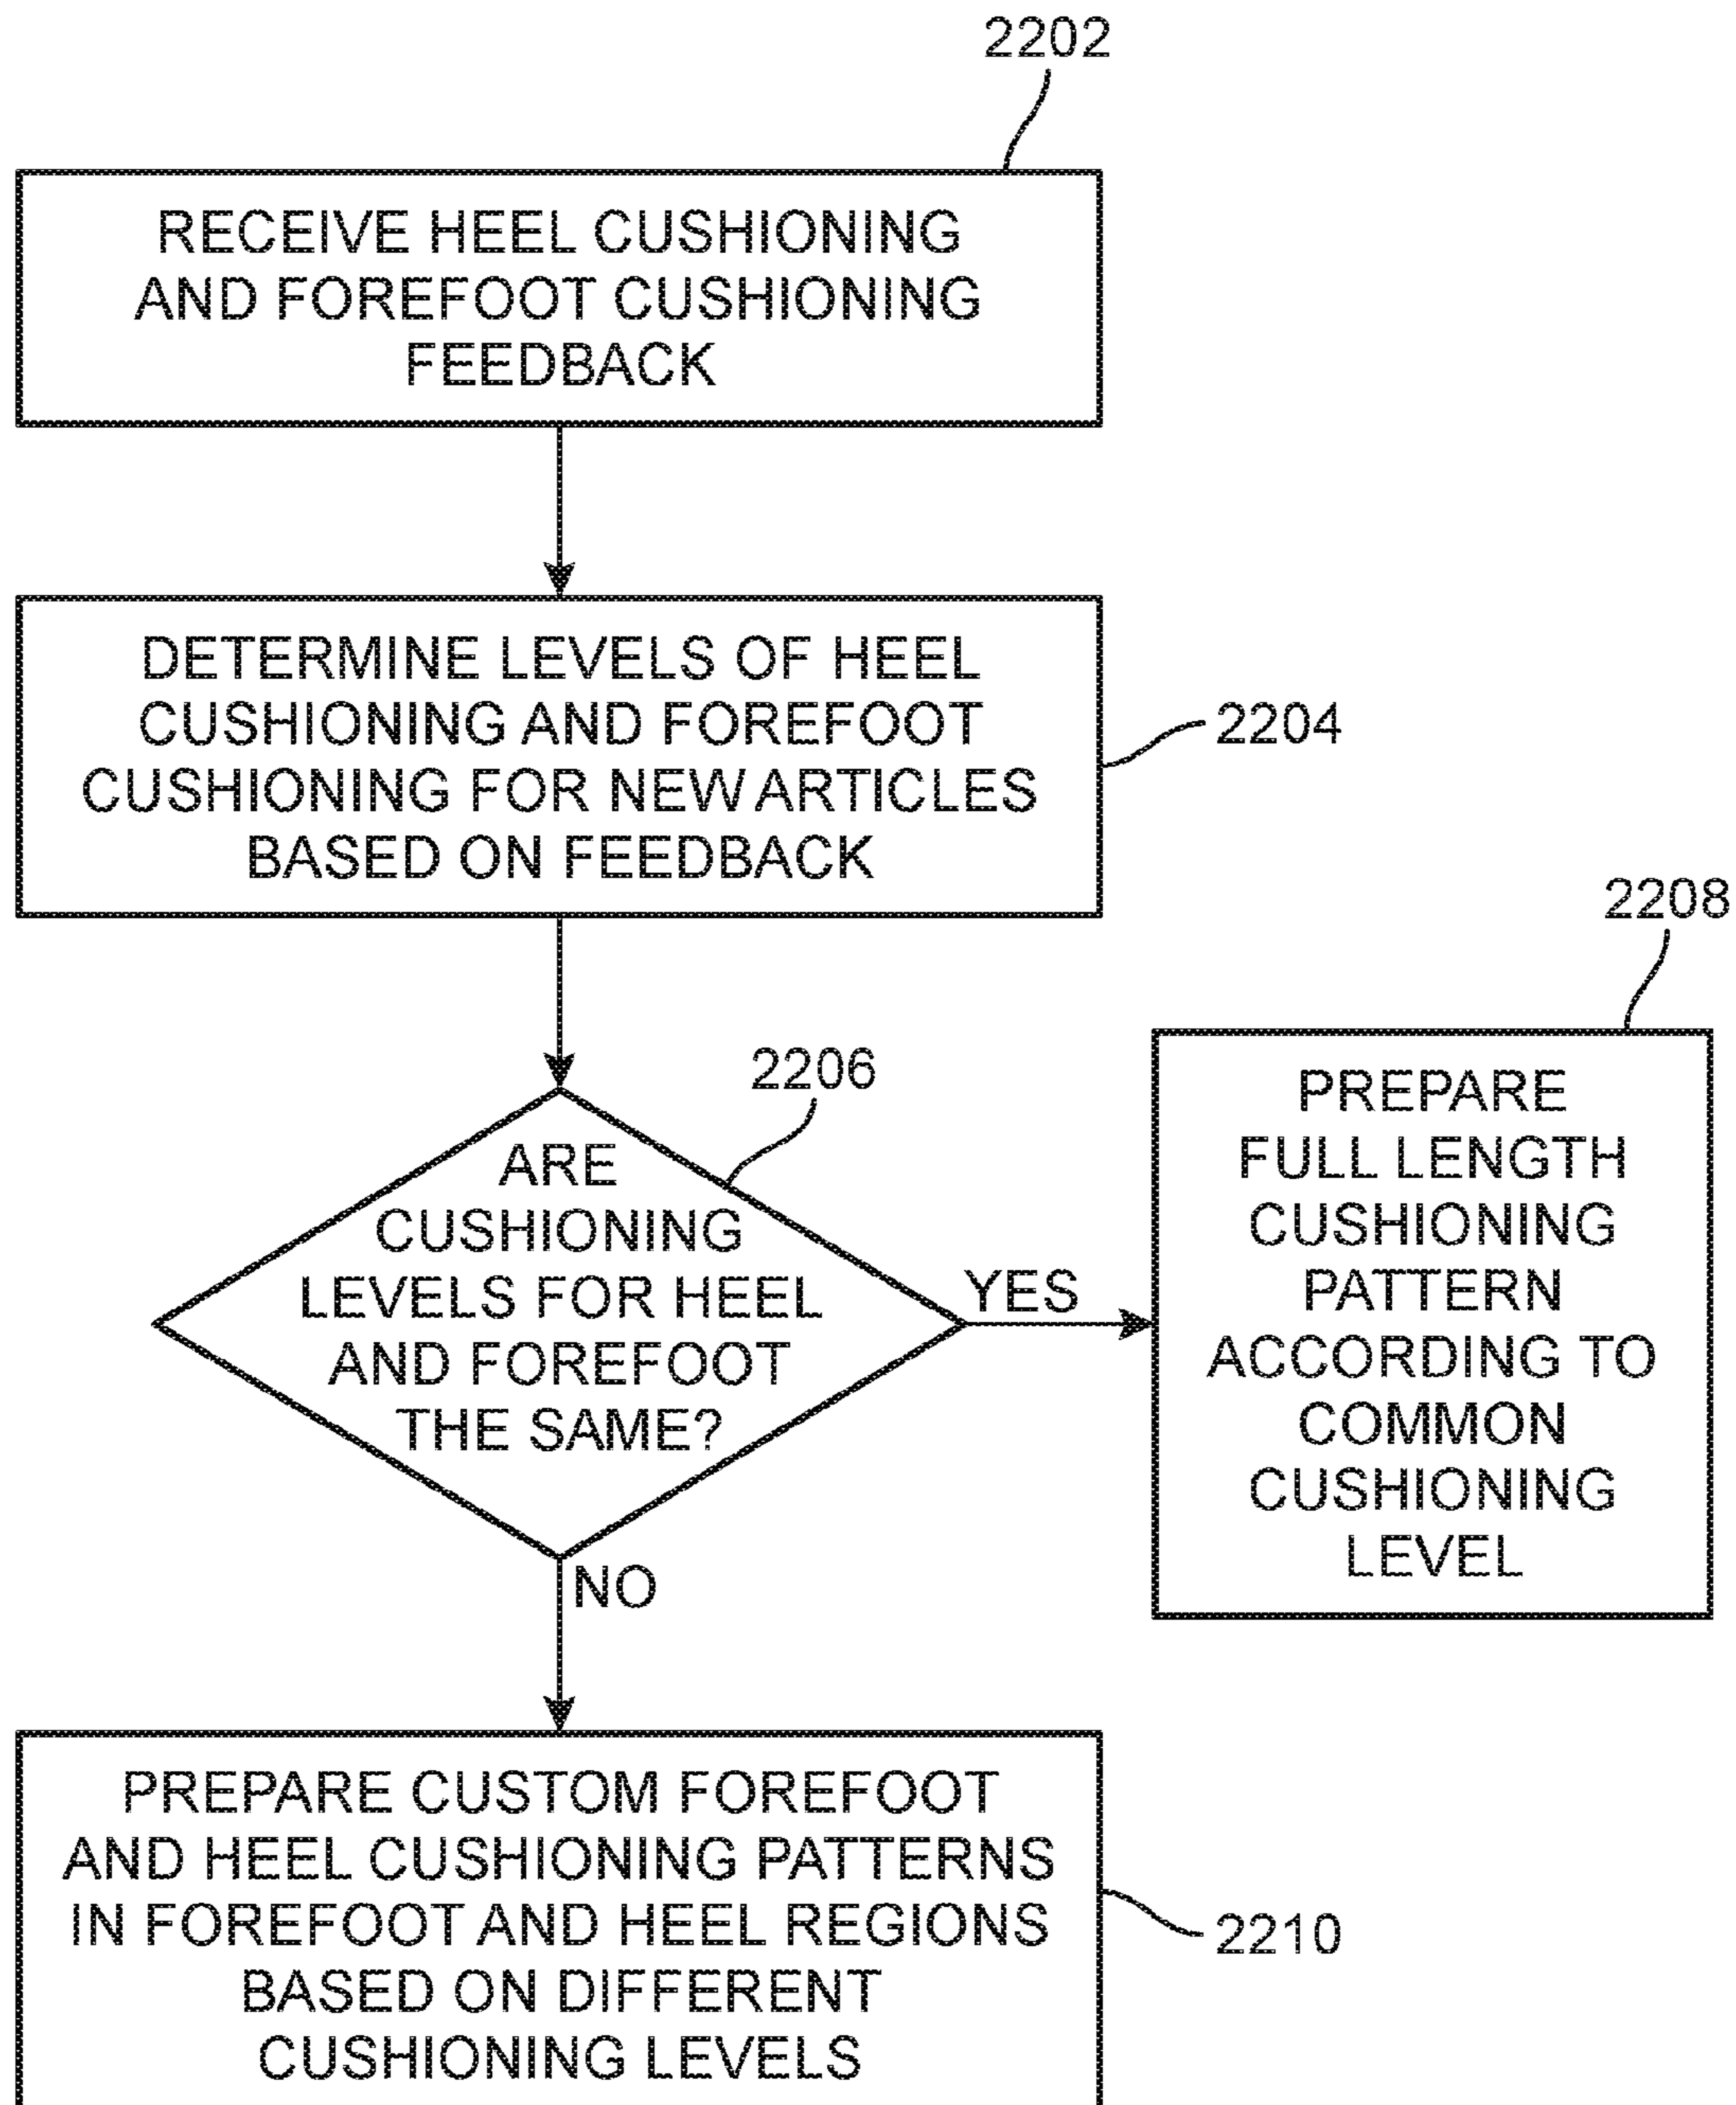 2202
RECEIVE HEEL CUSHIONING
AND FOREFOOT CUSHIONING
FEEDBACK
DETERMINE LEVELS OF HEEL
CUSHIONING AND FOREFOOT
CUSHIONING FOR NEW ARTICLES
BASED ON FEEDBACK
2204
2206
ARE
CUSHIONING
LEVELS FOR HEEL
AND FOREFOOT
THE SAME?
YES
NO
2208
PREPARE
FULL LENGTH
CUSHIONING
PATTERN
ACCORDING TO
COMMON
CUSHIONING
LEVEL
PREPARE CUSTOM FOREFOOT
AND HEEL CUSHIONING PATTERNS
IN FOREFOOT AND HEEL REGIONS
BASED ON DIFFERENT
CUSHIONING LEVELS
2210